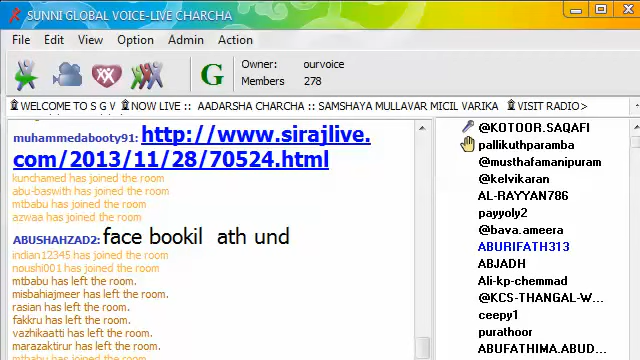 SUNNI GLOBAL VOICE-LIVE CHARCHA
File Edit View Option Admin Action
G Owner: ourvoice
Members 278
WELCOME TO S G V NOW LIVE :: AADARSHA CHARCHA :: SAMSHAYA MULLAVAR MICIL VARIKA VISIT RADIO>
muhammedabooty91: http://www.sirajlive.
com/2013/11/28/70524.html
kunchamed has joined the room
abu-baswith has joined the room
mtbabu has joined the room
azwaa has joined the room
ABUSHAHZAD2: face bookil ath und
indian12345 has joined the room
noushi001 has joined the room
mtbabu has left the room.
misbahiajmeer has left the room.
rasian has left the room.
fakkru has left the room.
vazhikaatti has left the room.
marazaktirur has left the room.
mtbabu has joined the room
@KOTOOR.SAQAFI
pallikuthparamba
@musthafamanipuram
@kelvikaran
AL-RAYYAN786
payyoly2
@bava.ameera
ABURIFATH313
ABJADH
Ali-kp-chemmad
@KCS-THANGAL-W...
ceepy1
purathoor
ABUFATHIMA.ABUD...